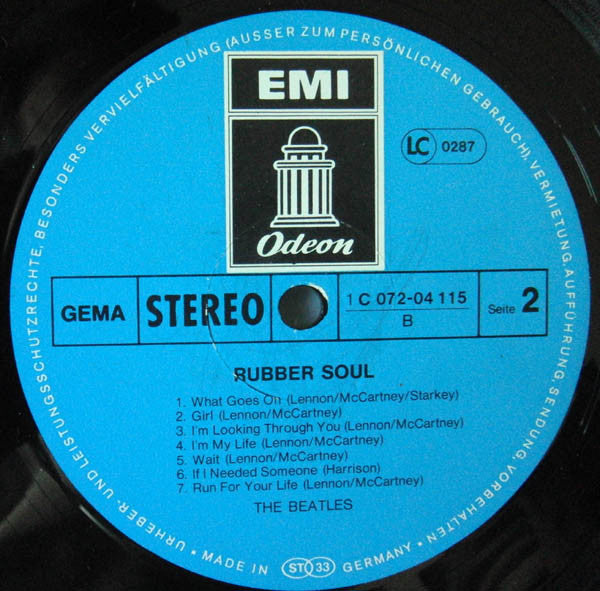 URHEBER- UND LEISTUNGSSCHUTZRECHTE, BESONDERS VERVIELFÄLTIGUNG (AUSSER ZUM PERSÖNLICHEN GEBRAUCH), VERMIETUNG, AUFFÜHRUNG, SENDUNG, VORBEHALTEN • MADE IN ST 33 GERMANY •
EMI
Odeon
LC 0287
GEMA
STEREO
1 C 072-04 115
B
Seite 2
RUBBER SOUL
1. What Goes On (Lennon/McCartney/Starkey)
2. Girl (Lennon/McCartney)
3. I'm Looking Through You (Lennon/McCartney)
4. I'm My Life (Lennon/McCartney)
5. Wait (Lennon/McCartney)
6. If I Needed Someone (Harrison)
7. Run For Your Life (Lennon/McCartney)
THE BEATLES